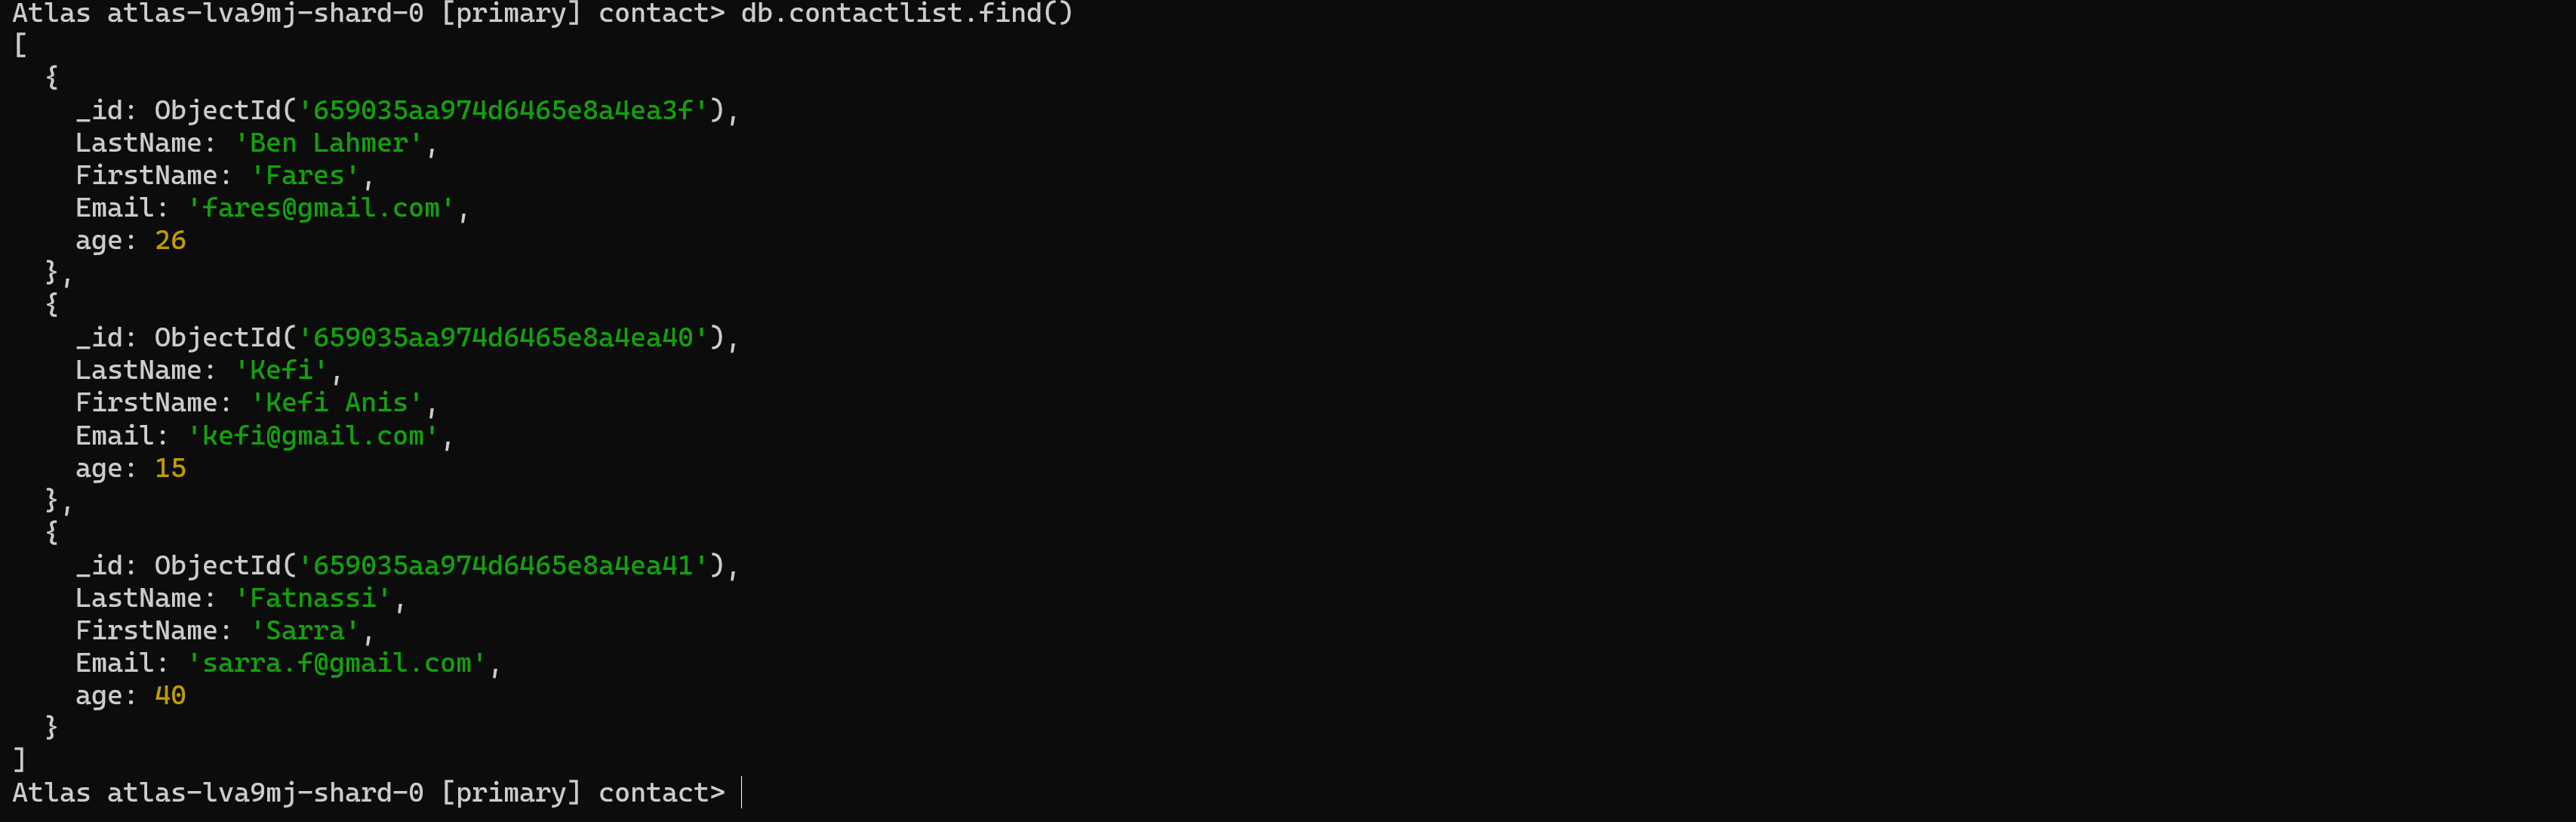 Atlas atlas-lva9mj-shard-0 [primary] contact> db.contactlist.find()
[
  {
    _id: ObjectId('659035aa974d6465e8a4ea3f'),
    LastName: 'Ben Lahmer',
    FirstName: 'Fares',
    Email: 'fares@gmail.com',
    age: 26
  },
  {
    _id: ObjectId('659035aa974d6465e8a4ea40'),
    LastName: 'Kefi',
    FirstName: 'Kefi Anis',
    Email: 'kefi@gmail.com',
    age: 15
  },
  {
    _id: ObjectId('659035aa974d6465e8a4ea41'),
    LastName: 'Fatnassi',
    FirstName: 'Sarra',
    Email: 'sarra.f@gmail.com',
    age: 40
  }
]
Atlas atlas-lva9mj-shard-0 [primary] contact>